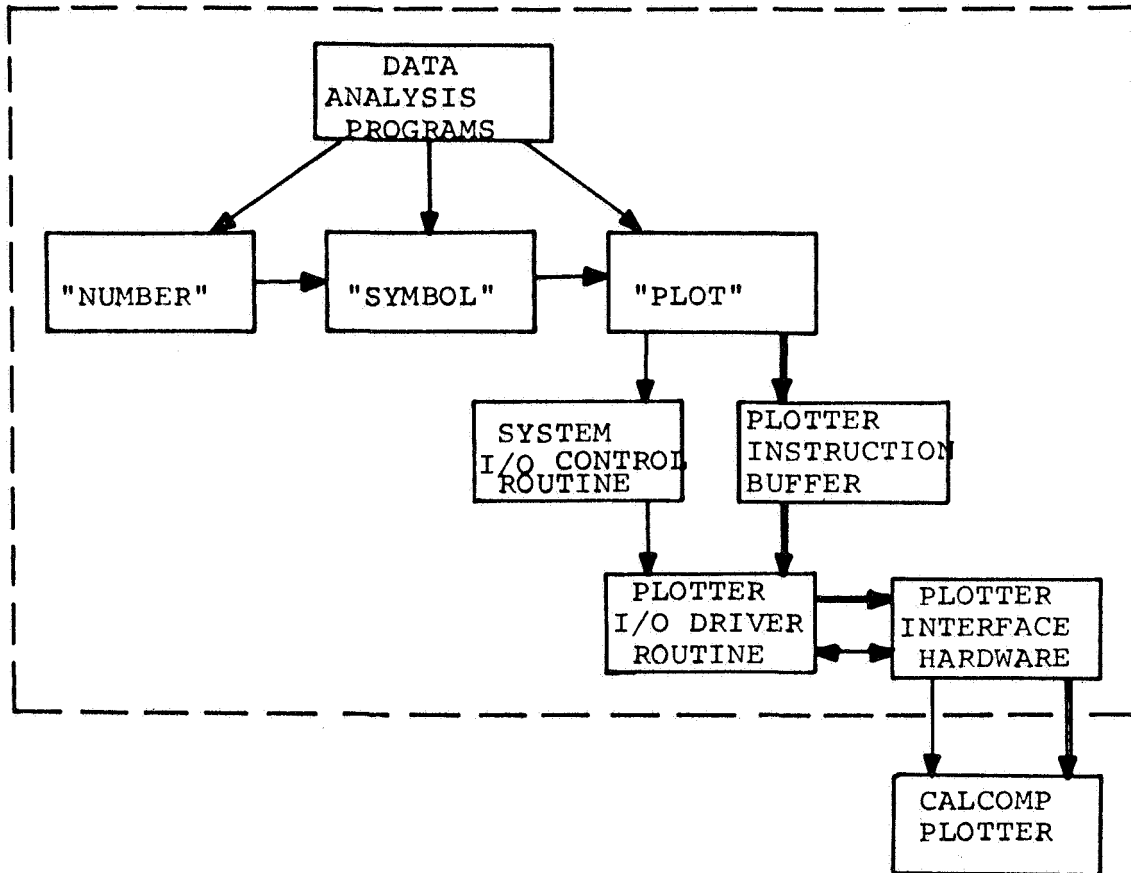 DATA
ANALYSIS
PROGRAMS
"NUMBER"
"SYMBOL"
"PLOT"
SYSTEM
I/O CONTROL
ROUTINE
PLOTTER
INSTRUCTION
BUFFER
PLOTTER
I/O DRIVER
ROUTINE
PLOTTER
INTERFACE
HARDWARE
CALCOMP
PLOTTER